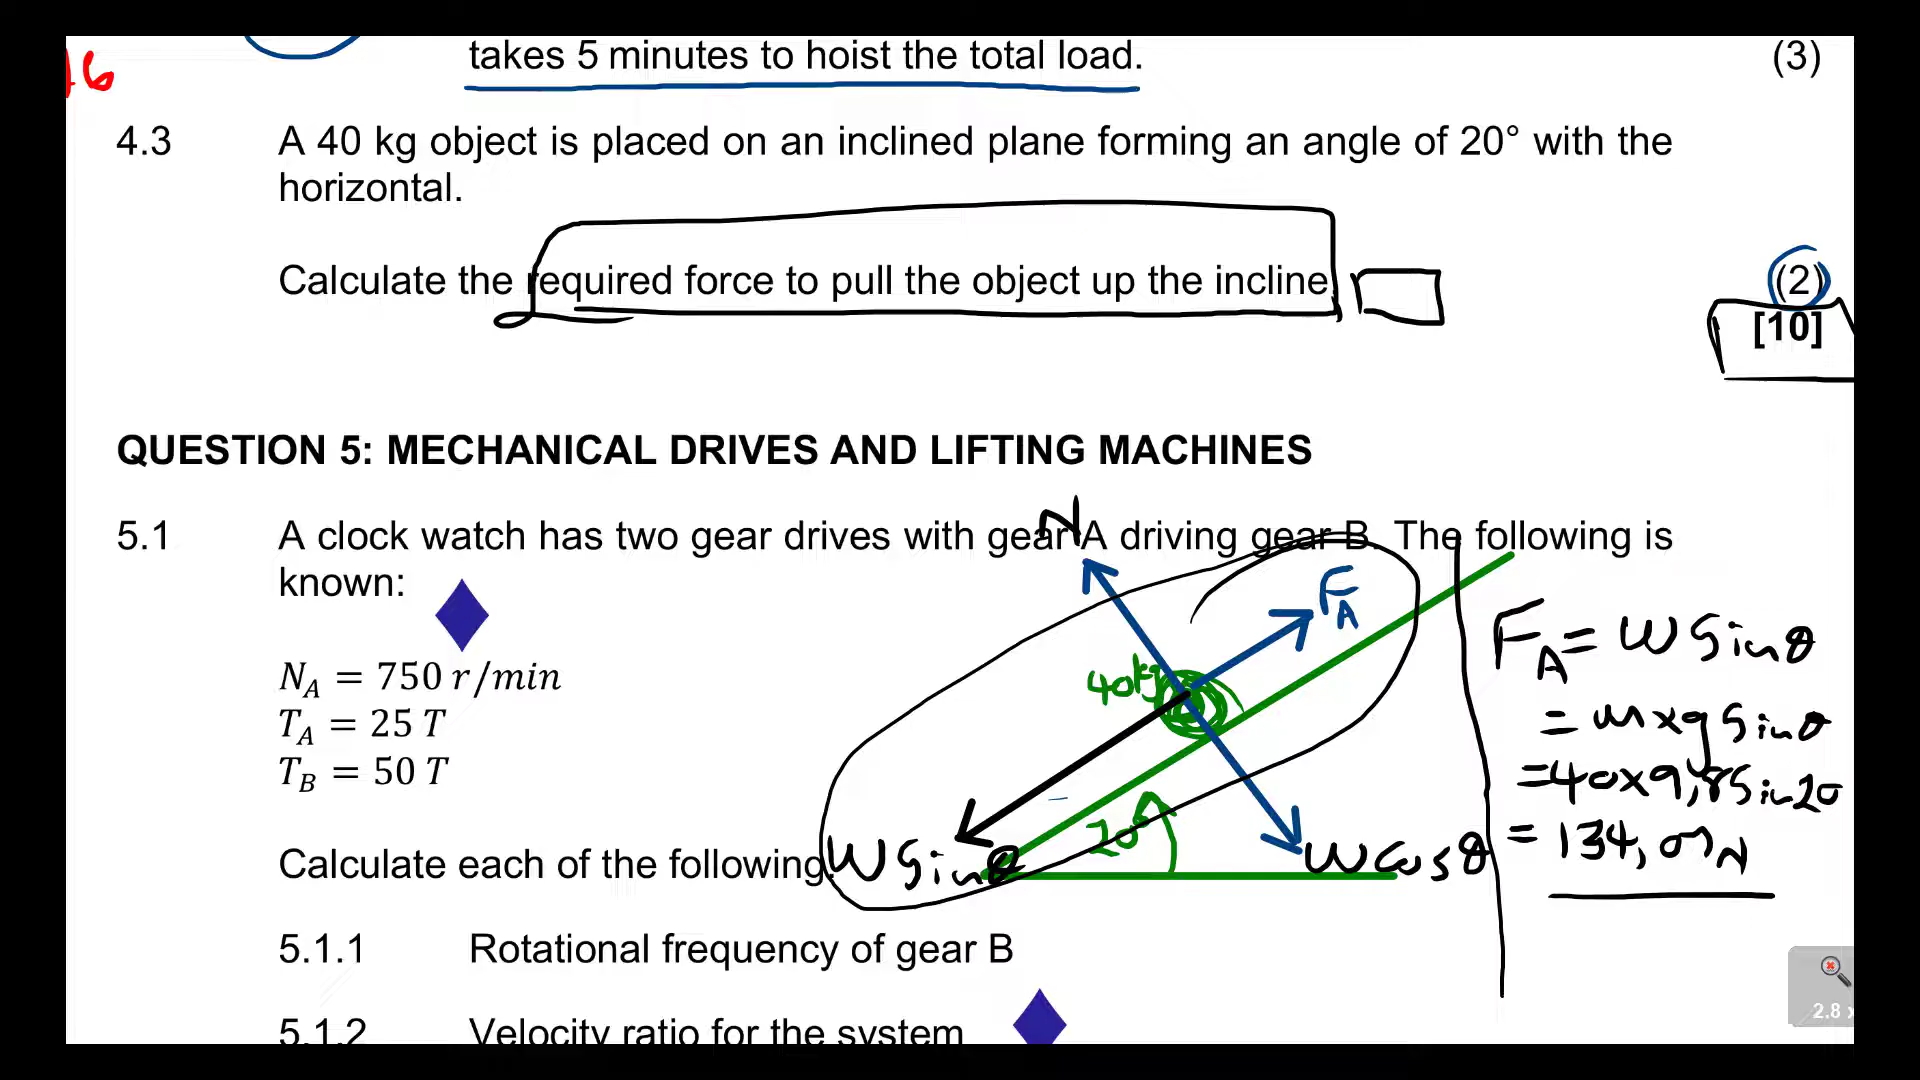 takes 5 minutes to hoist the total load. (3)
16
4.3 A 40 kg object is placed on an inclined plane forming an angle of 20° with the
horizontal.
Calculate the required force to pull the object up the incline. (2)
[10]
QUESTION 5: MECHANICAL DRIVES AND LIFTING MACHINES
N
5.1 A clock watch has two gear drives with gear A driving gear B. The following is
known:
F_A
N_A = 750 r/min
T_A = 25 T
T_B = 50 T
40kg
20°
W Sinθ
W Cosθ
F_A = W Sinθ
= m×g Sinθ
= 40×9,8 Sin20
= 134,07N
Calculate each of the following:
5.1.1 Rotational frequency of gear B
5.1.2 Velocity ratio for the system
2.8 x